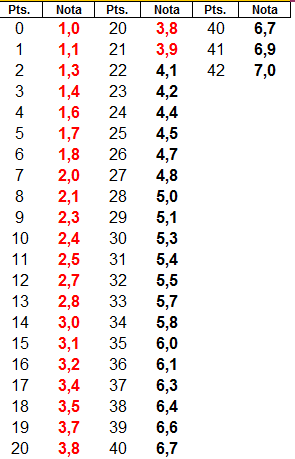 Pts. Nota Pts. Nota Pts. Nota
0 1,0 20 3,8 40 6,7
1 1,1 21 3,9 41 6,9
2 1,3 22 4,1 42 7,0
3 1,4 23 4,2
4 1,6 24 4,4
5 1,7 25 4,5
6 1,8 26 4,7
7 2,0 27 4,8
8 2,1 28 5,0
9 2,3 29 5,1
10 2,4 30 5,3
11 2,5 31 5,4
12 2,7 32 5,5
13 2,8 33 5,7
14 3,0 34 5,8
15 3,1 35 6,0
16 3,2 36 6,1
17 3,4 37 6,3
18 3,5 38 6,4
19 3,7 39 6,6
20 3,8 40 6,7